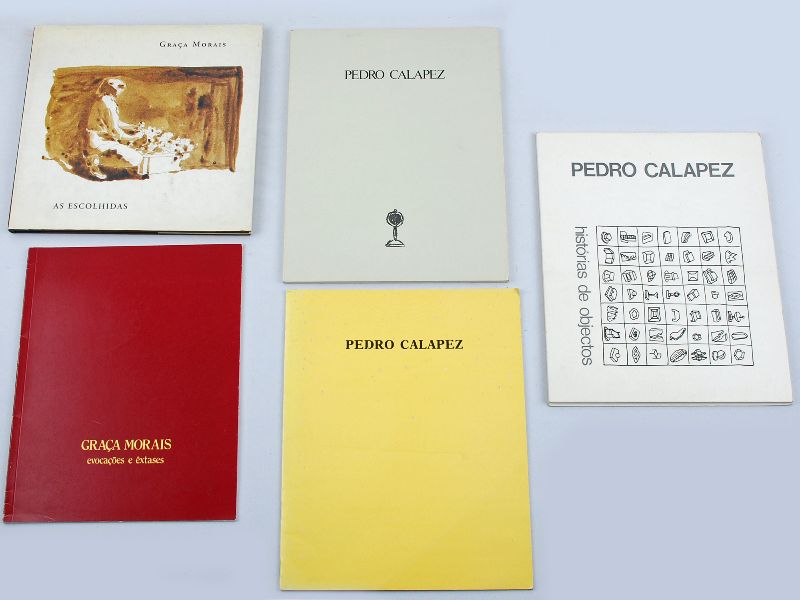 GRAÇA MORAIS
AS ESCOLHIDAS
PEDRO CALAPEZ
PEDRO CALAPEZ
histórias de objectos
GRAÇA MORAIS
evocações e êxtases
PEDRO CALAPEZ